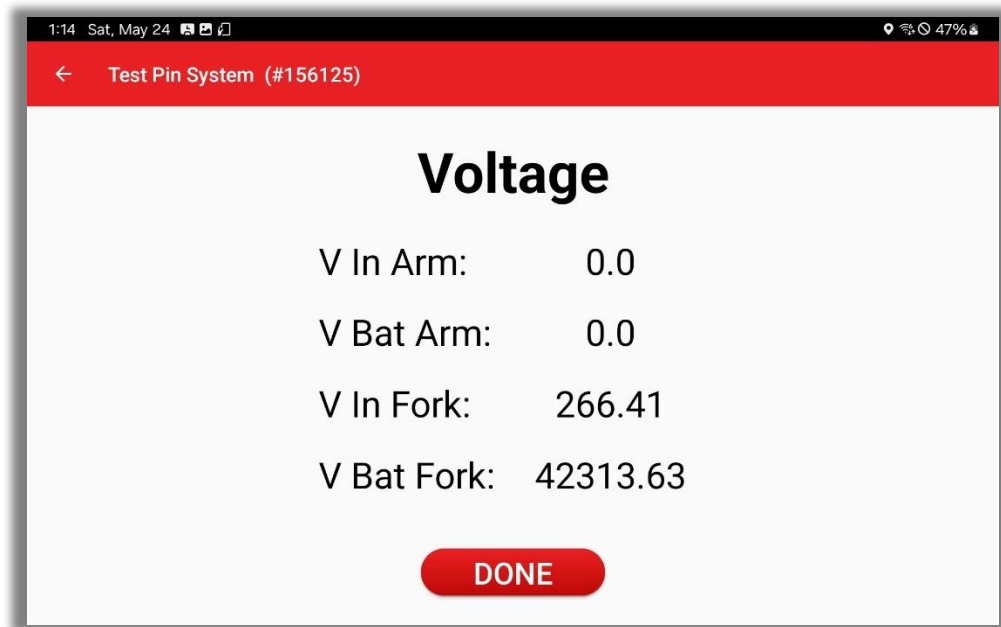 1:14 Sat, May 24 47%
Test Pin System (#156125)
Voltage
V In Arm: 0.0
V Bat Arm: 0.0
V In Fork: 266.41
V Bat Fork: 42313.63
DONE